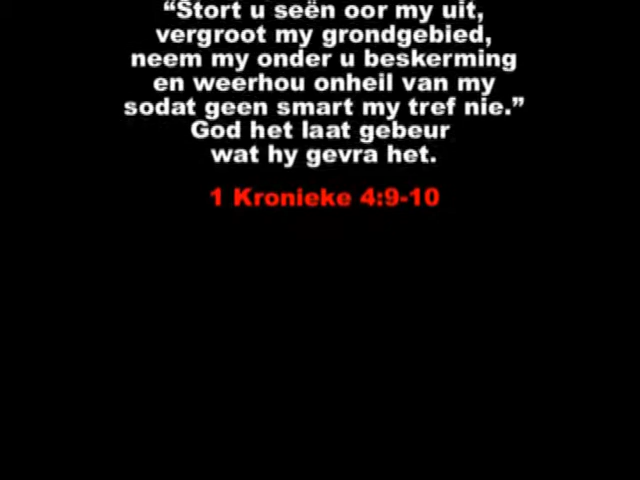 “Stort u seën oor my uit,
vergroot my grondgebied,
neem my onder u beskerming
en weerhou onheil van my
sodat geen smart my tref nie.”
God het laat gebeur
wat hy gevra het.
1 Kronieke 4:9-10